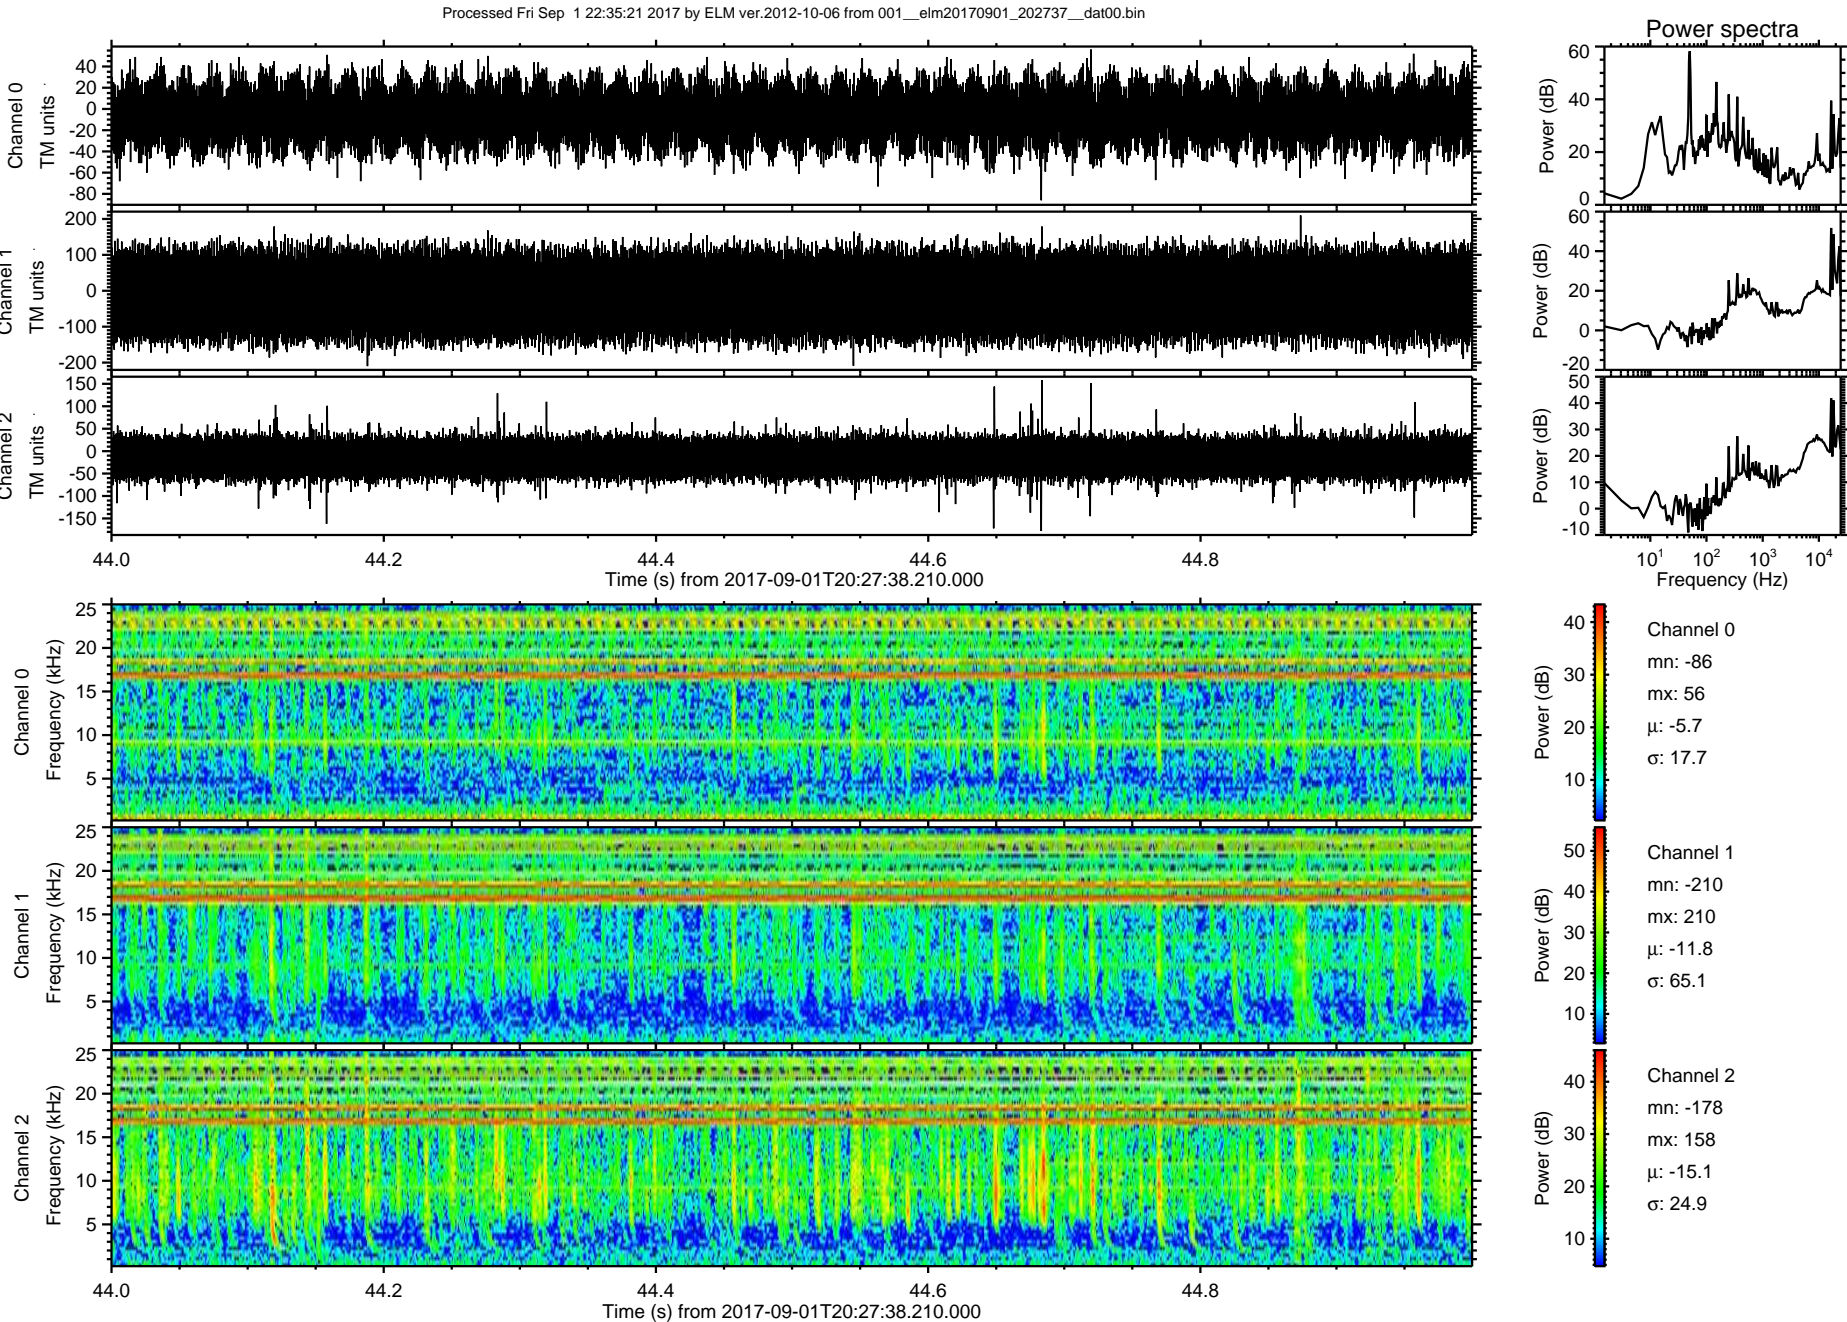 Processed Fri Sep  1 22:35:21 2017 by ELM ver.2012-10-06 from 001__elm20170901_202737__dat00.bin
Power spectra
Channel 0
TM units
40
20
0
-20
-40
-60
-80
Power (dB)
60
40
20
0
Channel 1
TM units
200
100
0
-100
-200
Power (dB)
60
40
20
0
-20
Channel 2
TM units
150
100
50
0
-50
-100
-150
Power (dB)
50
40
30
20
10
0
-10
44.0 44.2 44.4 44.6 44.8
Time (s) from 2017-09-01T20:27:38.210.000
10^1 10^2 10^3 10^4
Frequency (Hz)
Channel 0
Frequency (kHz)
25
20
15
10
5
Power (dB)
40
30
20
10
Channel 0
mn: -86
mx: 56
μ: -5.7
σ: 17.7
Channel 1
Frequency (kHz)
25
20
15
10
5
Power (dB)
50
40
30
20
10
Channel 1
mn: -210
mx: 210
μ: -11.8
σ: 65.1
Channel 2
Frequency (kHz)
25
20
15
10
5
Power (dB)
40
30
20
10
Channel 2
mn: -178
mx: 158
μ: -15.1
σ: 24.9
44.0 44.2 44.4 44.6 44.8
Time (s) from 2017-09-01T20:27:38.210.000